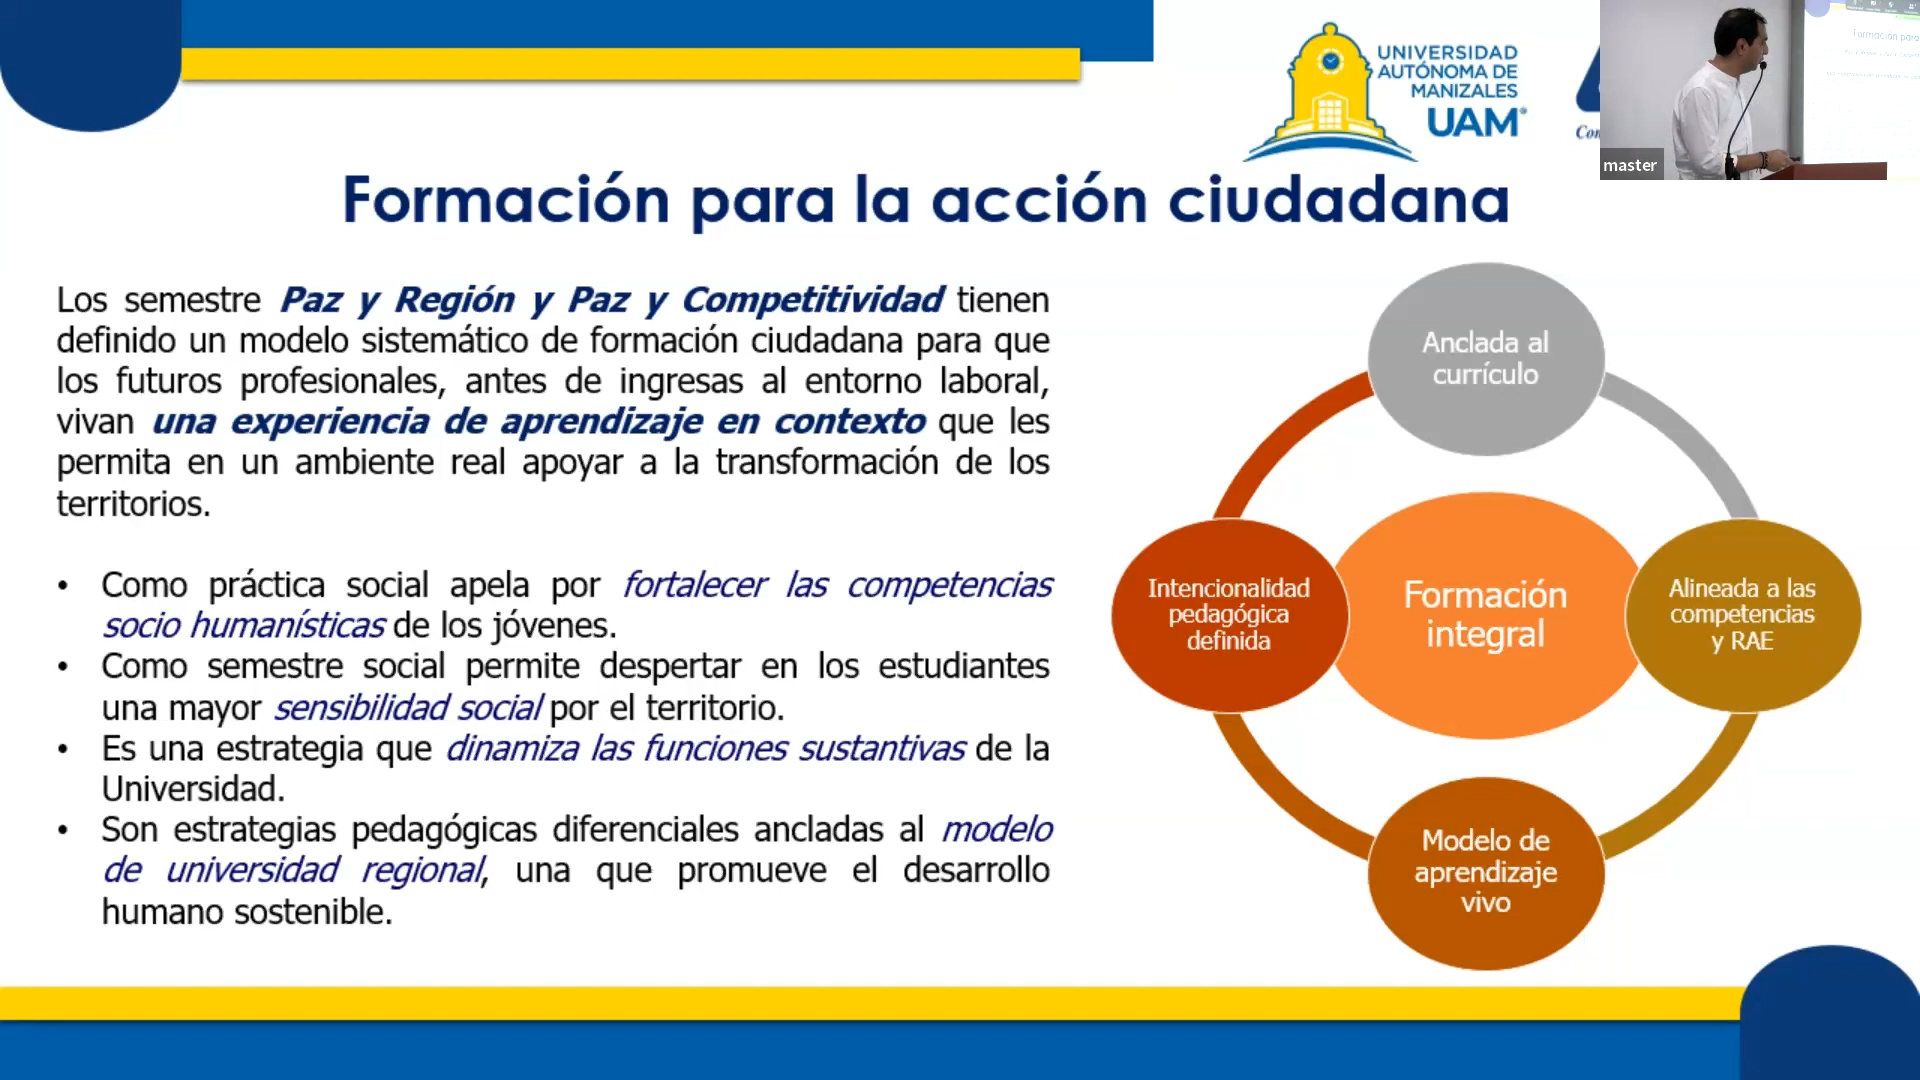 UNIVERSIDAD
AUTÓNOMA DE
MANIZALES
UAM®
master
Formación para la acción ciudadana
Los semestre Paz y Región y Paz y Competitividad tienen
definido un modelo sistemático de formación ciudadana para que
los futuros profesionales, antes de ingresas al entorno laboral,
vivan una experiencia de aprendizaje en contexto que les
permita en un ambiente real apoyar a la transformación de los
territorios.
• Como práctica social apela por fortalecer las competencias
socio humanísticas de los jóvenes.
• Como semestre social permite despertar en los estudiantes
una mayor sensibilidad social por el territorio.
• Es una estrategia que dinamiza las funciones sustantivas de la
Universidad.
• Son estrategias pedagógicas diferenciales ancladas al modelo
de universidad regional, una que promueve el desarrollo
humano sostenible.
Anclada al
currículo
Intencionalidad
pedagógica
definida
Formación
integral
Alineada a las
competencias
y RAE
Modelo de
aprendizaje
vivo